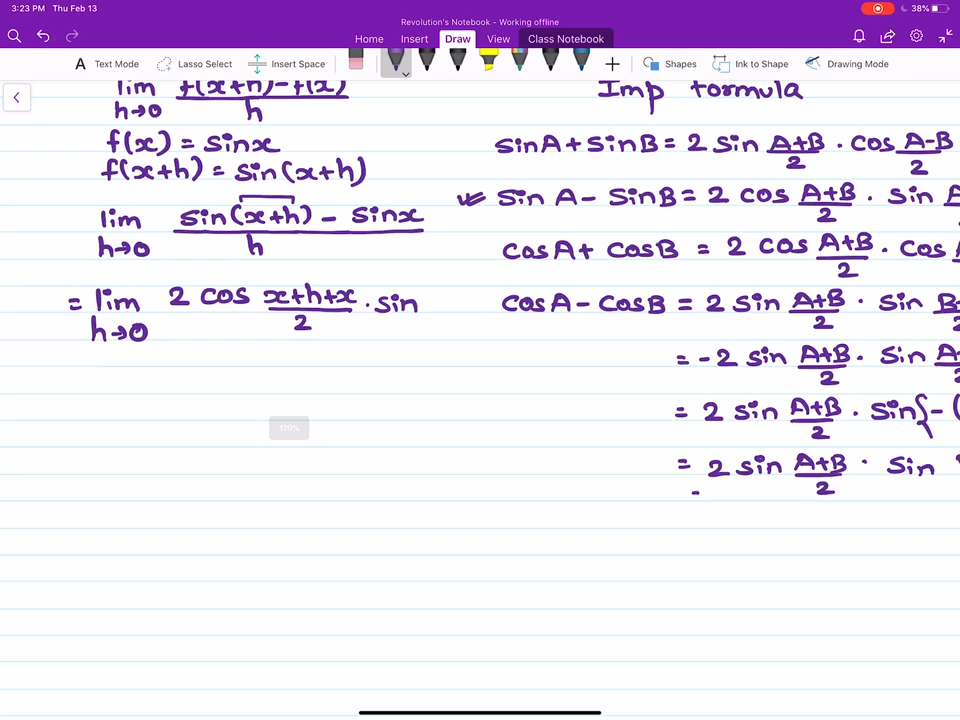 3:23 PM Thu Feb 13
38%
Revolution's Notebook - Working offline
Home Insert Draw View Class Notebook
A Text Mode Lasso Select Insert Space + Shapes Ink to Shape Drawing Mode
lim f(x+h)-f(x)
h→0 h
f(x) = sinx
f(x+h) = sin(x+h)
lim sin(x+h) - sinx
h→0 h
= lim 2 cos x+h+x/2 . sin
h→0
170%
Imp formula
sinA + sinB = 2 sin A+B/2 . cos A-B/2
sin A - sinB = 2 cos A+B/2 . sin
cosA + cosB = 2 cos A+B/2 . cos
cosA - cosB = 2 sin A+B/2 . sin B-
= -2 sin A+B/2 . sin A-
= 2 sin A+B/2 . sin{-(
= 2 sin A+B/2 . sin